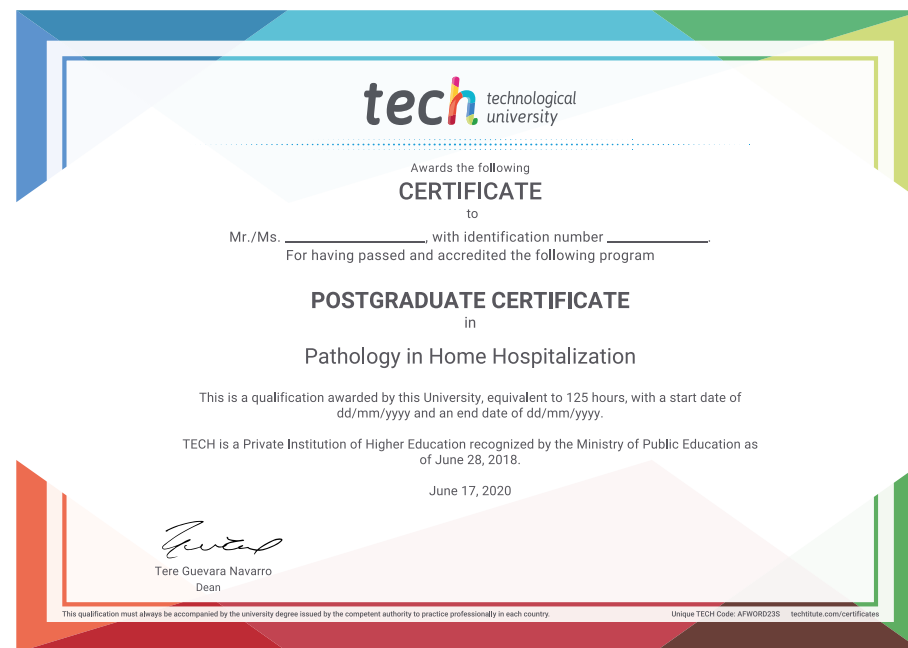 tech technological
university
Awards the following
CERTIFICATE
to
Mr./Ms. ____________________, with identification number ______________.
For having passed and accredited the following program
POSTGRADUATE CERTIFICATE
in
Pathology in Home Hospitalization
This is a qualification awarded by this University, equivalent to 125 hours, with a start date of
dd/mm/yyyy and an end date of dd/mm/yyyy.
TECH is a Private Institution of Higher Education recognized by the Ministry of Public Education as
of June 28, 2018.
June 17, 2020
Tere Guevara Navarro
Dean
This qualification must always be accompanied by the university degree issued by the competent authority to practice professionally in each country. Unique TECH Code: AFWORD23S techtitute.com/certificates